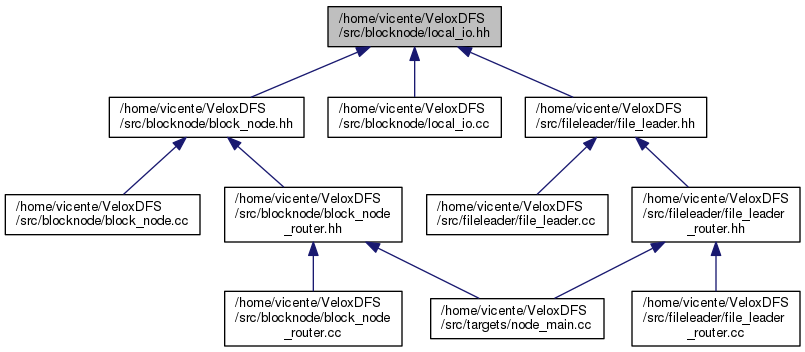 /home/vicente/VeloxDFS
/src/blocknode/local_io.hh
/home/vicente/VeloxDFS
/src/blocknode/block_node.hh
/home/vicente/VeloxDFS
/src/blocknode/local_io.cc
/home/vicente/VeloxDFS
/src/fileleader/file_leader.hh
/home/vicente/VeloxDFS
/src/blocknode/block_node.cc
/home/vicente/VeloxDFS
/src/blocknode/block_node
_router.hh
/home/vicente/VeloxDFS
/src/fileleader/file_leader.cc
/home/vicente/VeloxDFS
/src/fileleader/file_leader
_router.hh
/home/vicente/VeloxDFS
/src/blocknode/block_node
_router.cc
/home/vicente/VeloxDFS
/src/targets/node_main.cc
/home/vicente/VeloxDFS
/src/fileleader/file_leader
_router.cc